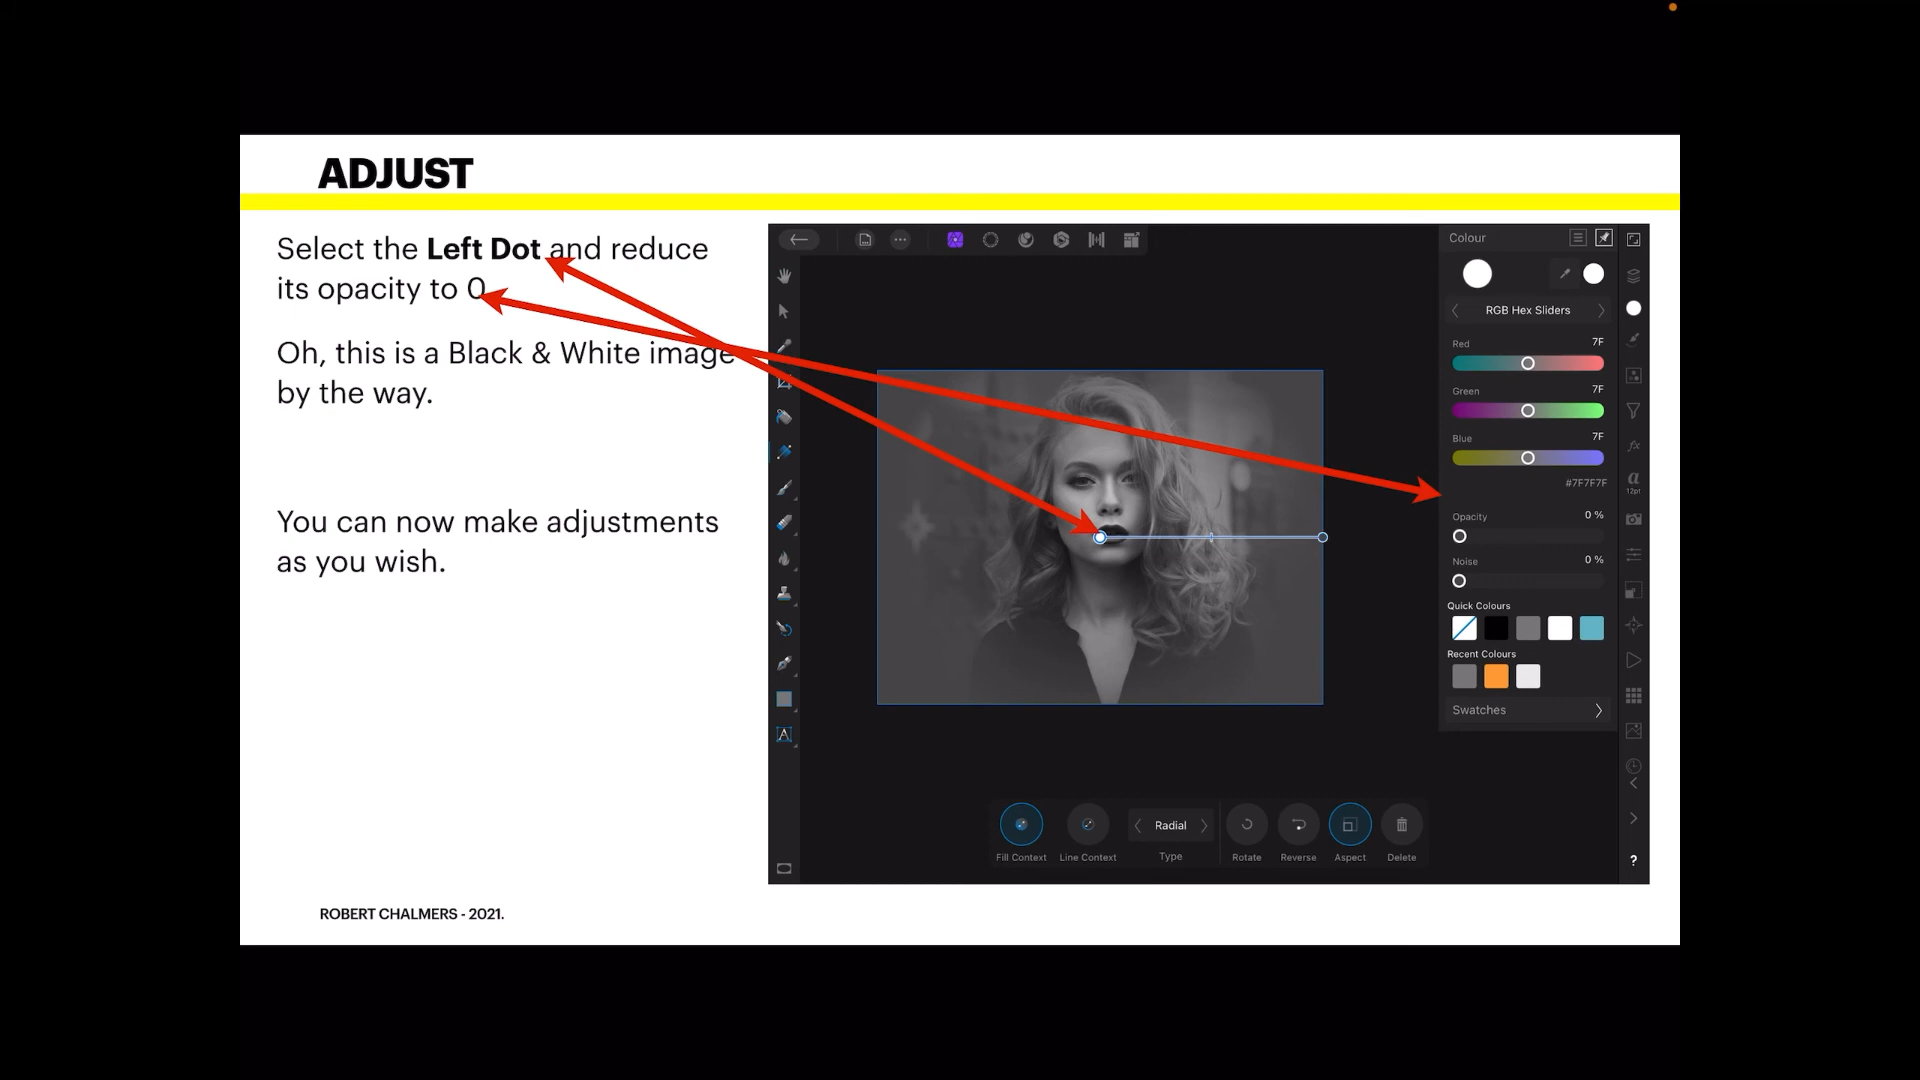 ADJUST
Select the Left Dot and reduce
its opacity to 0
Oh, this is a Black & White image
by the way.
You can now make adjustments
as you wish.
Colour
RGB Hex Sliders
Red 7F
Green 7F
Blue 7F
#7F7F7F
Opacity 0 %
Noise 0 %
Quick Colours
Recent Colours
Swatches
fx
a
12pt
A
Radial
Fill Context Line Context Type Rotate Reverse Aspect Delete
?
ROBERT CHALMERS - 2021.